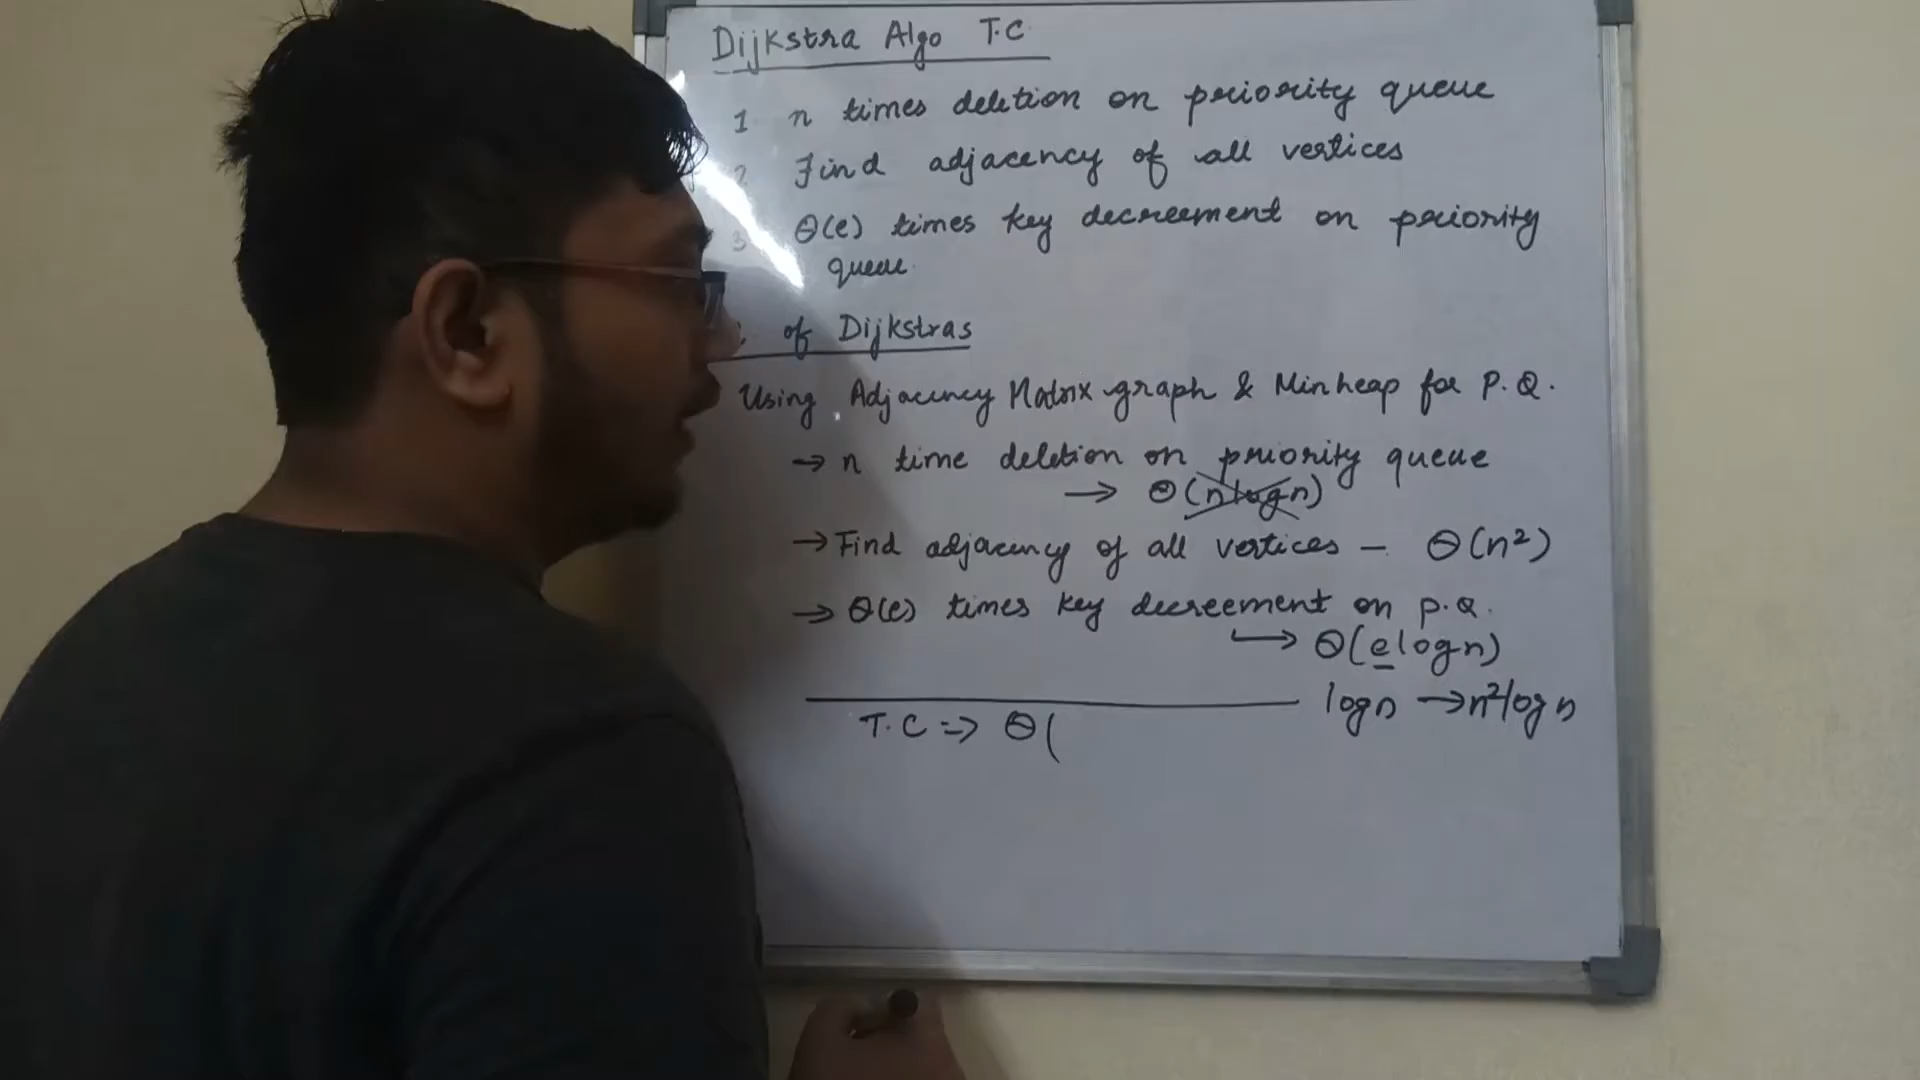 Dijkstra Algo T.C
1 n times deletion on priority queue
2 Find adjacency of all vertices
3 Θ(e) times key decreement on priority
queue.
of Dijkstras
Using Adjacency Matrix graph & Minheap for P.Q.
→ n time deletion on priority queue
→ Θ(nlogn)
→ Find adjacency of all vertices - Θ(n²)
→ Θ(e) times key decreement on P.Q.
↳ Θ(elogn)
logn → n²logn
T.C => Θ(